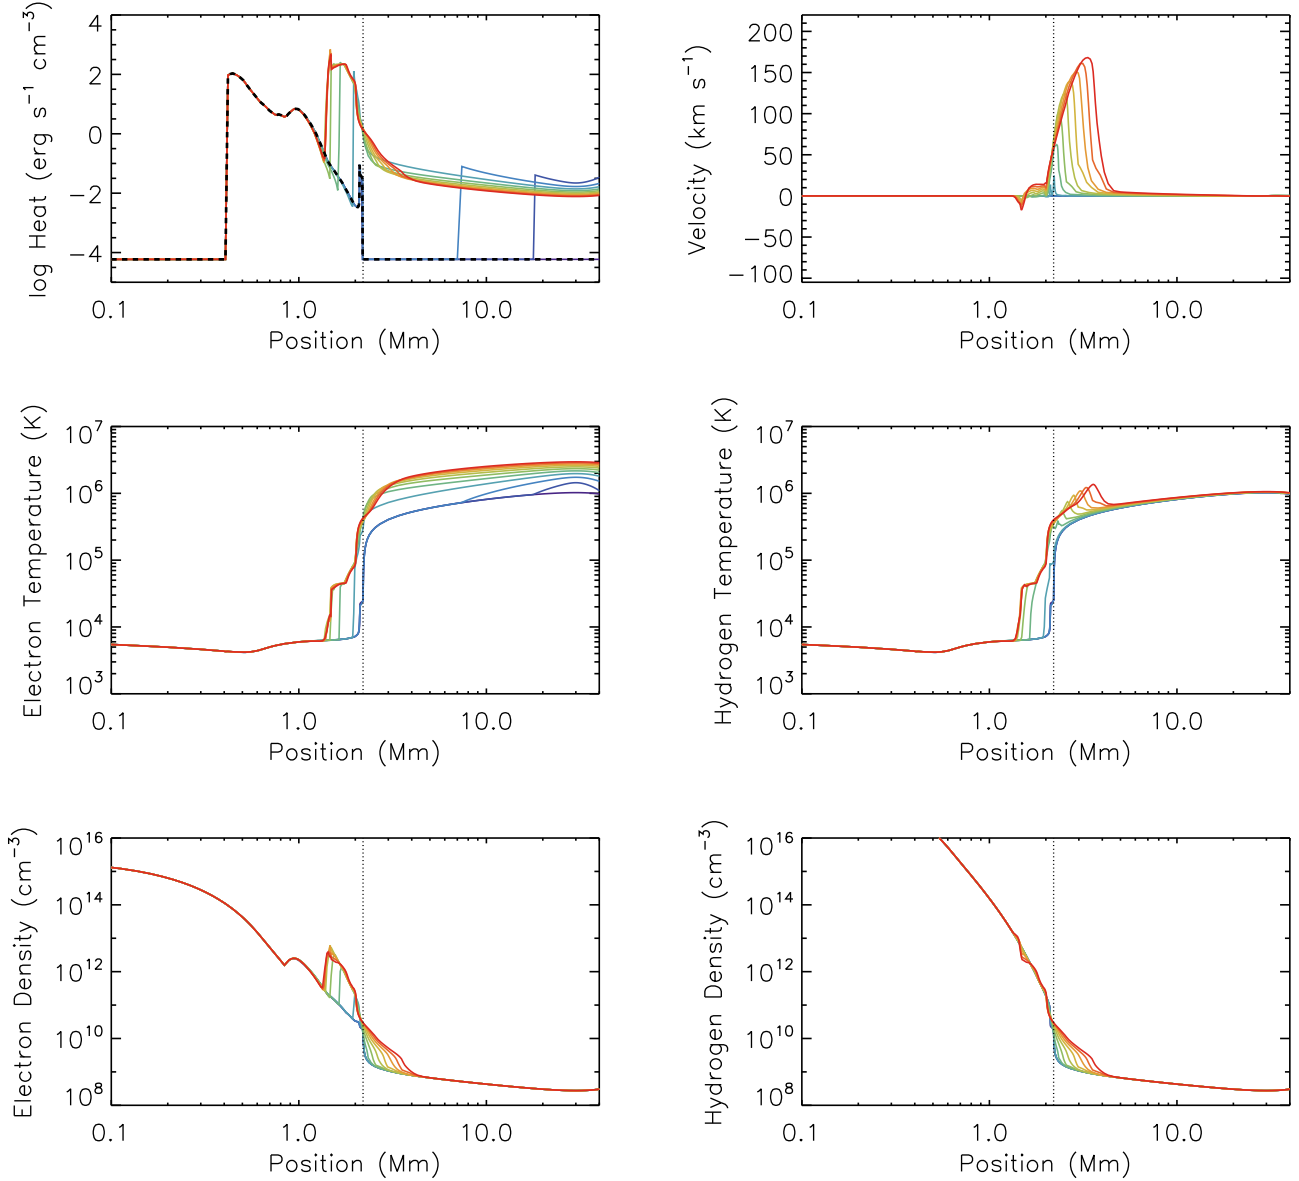 log Heat (erg s⁻¹ cm⁻³)
4
2
0
−2
−4
0.1 1.0 10.0
Position (Mm)
Velocity (km s⁻¹)
200
150
100
50
0
−50
−100
0.1 1.0 10.0
Position (Mm)
Electron Temperature (K)
10⁷
10⁶
10⁵
10⁴
10³
0.1 1.0 10.0
Position (Mm)
Hydrogen Temperature (K)
10⁷
10⁶
10⁵
10⁴
10³
0.1 1.0 10.0
Position (Mm)
Electron Density (cm⁻³)
10¹⁶
10¹⁴
10¹²
10¹⁰
10⁸
0.1 1.0 10.0
Position (Mm)
Hydrogen Density (cm⁻³)
10¹⁶
10¹⁴
10¹²
10¹⁰
10⁸
0.1 1.0 10.0
Position (Mm)